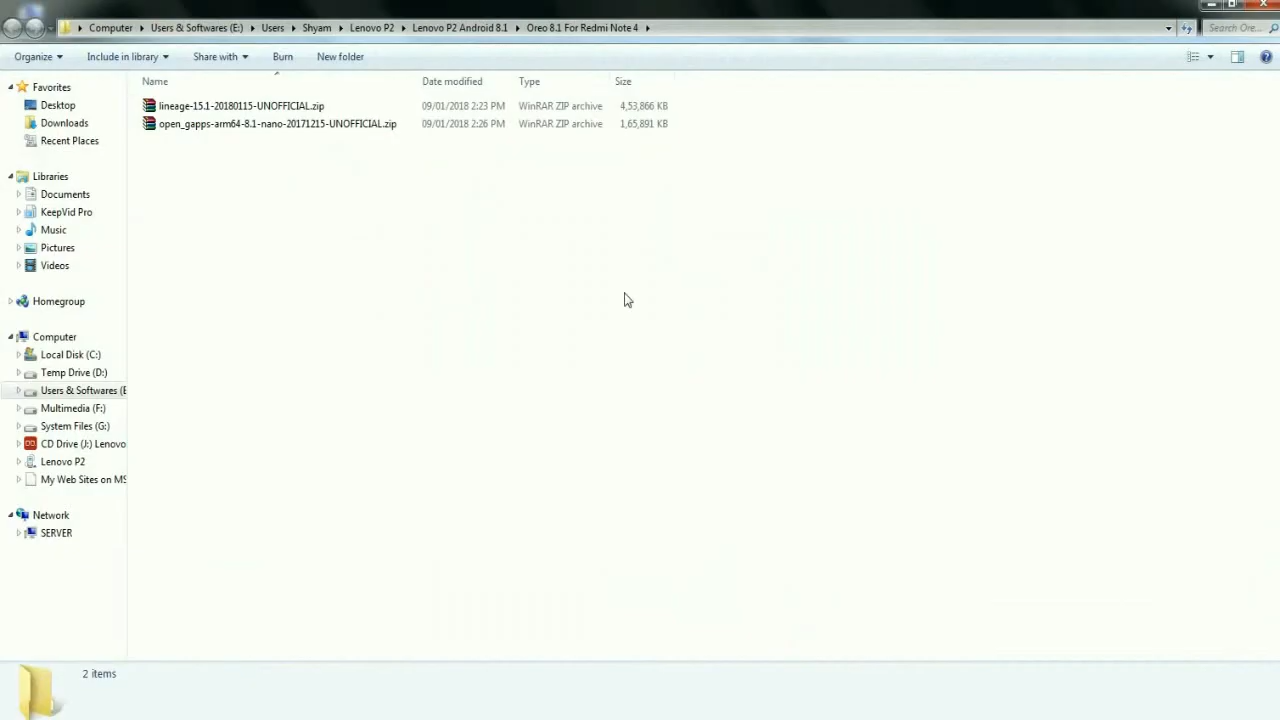 Computer Users & Softwares (E:) Users Shyam Lenovo P2 Lenovo P2 Android 8.1 Oreo 8.1 For Redmi Note 4 Search Ore...
Organize Include in library Share with Burn New folder
Name Date modified Type Size
lineage-15.1-20180115-UNOFFICIAL.zip 09/01/2018 2:23 PM WinRAR ZIP archive 4,53,866 KB
open_gapps-arm64-8.1-nano-20171215-UNOFFICIAL.zip 09/01/2018 2:26 PM WinRAR ZIP archive 1,65,891 KB
Favorites
Desktop
Downloads
Recent Places
Libraries
Documents
KeepVid Pro
Music
Pictures
Videos
Homegroup
Computer
Local Disk (C:)
Temp Drive (D:)
Users & Softwares (E
Multimedia (F:)
System Files (G:)
CD Drive (J:) Lenovo
Lenovo P2
My Web Sites on MS
Network
SERVER
2 items